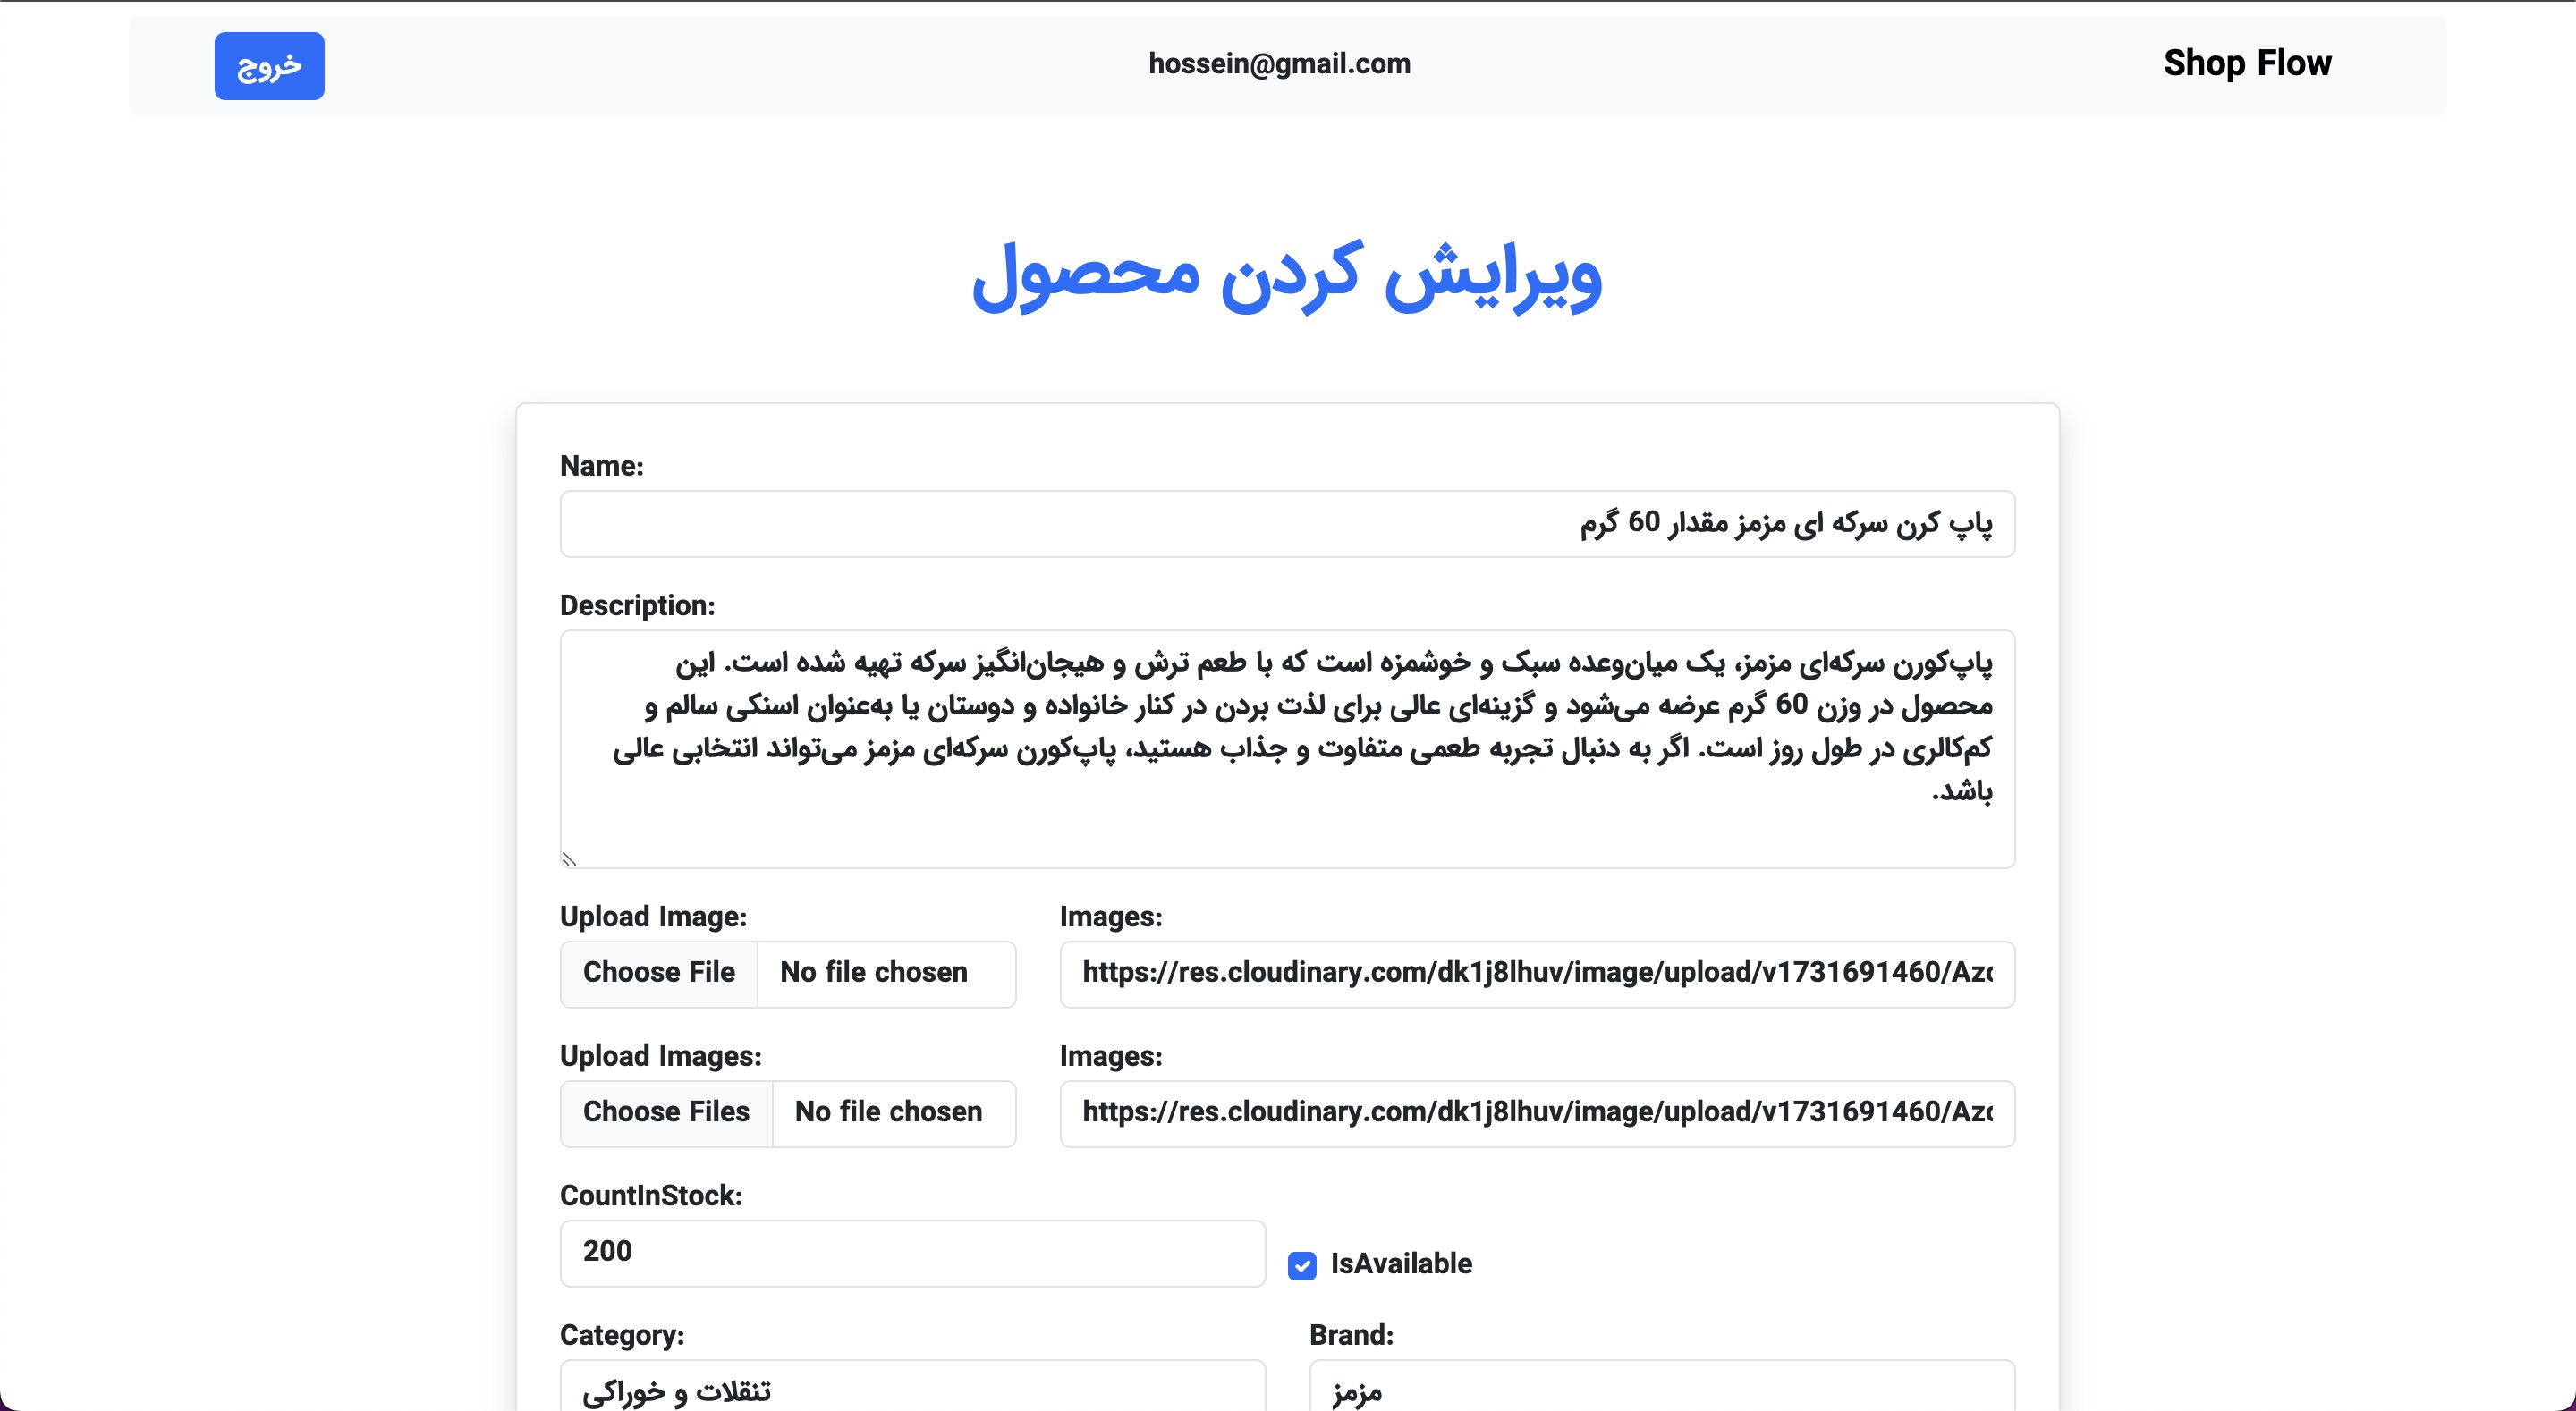 Shop Flow
hossein@gmail.com
خروج
ویرایش کردن محصول
Name:
پاپ کرن سرکه ای مزمز مقدار 60 گرم
Description:
پاپ‌کورن سرکه‌ای مزمز، یک میان‌وعده سبک و خوشمزه است که با طعم ترش و هیجان‌انگیز سرکه تهیه شده است. این
محصول در وزن 60 گرم عرضه می‌شود و گزینه‌ای عالی برای لذت بردن در کنار خانواده و دوستان یا به‌عنوان اسنکی سالم و
کم‌کالری در طول روز است. اگر به دنبال تجربه طعمی متفاوت و جذاب هستید، پاپ‌کورن سرکه‌ای مزمز می‌تواند انتخابی عالی
باشد.
Upload Image:
Choose File No file chosen
Images:
https://res.cloudinary.com/dk1j8lhuv/image/upload/v1731691460/Az
Upload Images:
Choose Files No file chosen
Images:
https://res.cloudinary.com/dk1j8lhuv/image/upload/v1731691460/Az
CountInStock:
200
IsAvailable
Category:
تنقلات و خوراکی
Brand:
مزمز